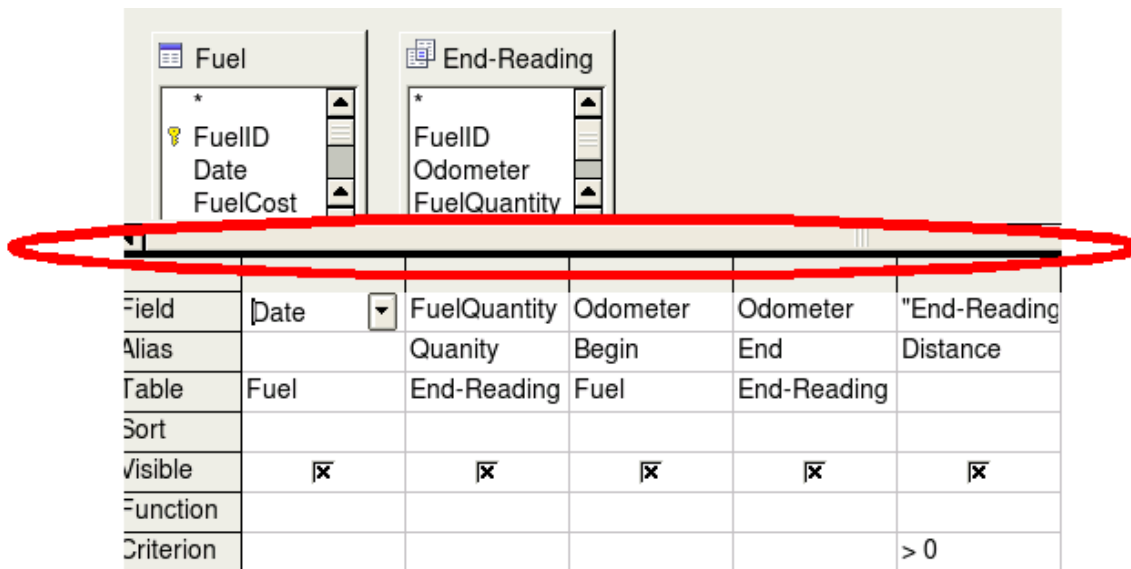 Fuel End-Reading
* *
FuelID FuelID
Date Odometer
FuelCost FuelQuantity
Field Date FuelQuantity Odometer Odometer "End-Reading
Alias Quanity Begin End Distance
Table Fuel End-Reading Fuel End-Reading
Sort
Visible
Function
Criterion > 0